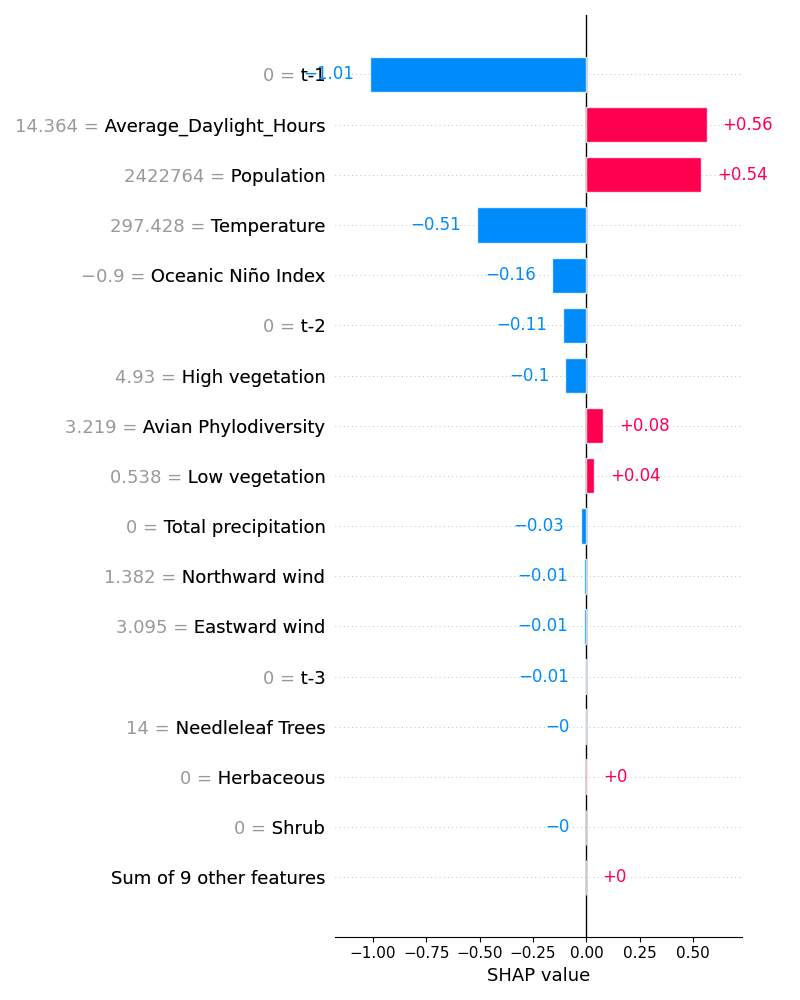 0 = t-1 −1.01
14.364 = Average_Daylight_Hours +0.56
2422764 = Population +0.54
297.428 = Temperature −0.51
−0.9 = Oceanic Niño Index −0.16
0 = t-2 −0.11
4.93 = High vegetation −0.1
3.219 = Avian Phylodiversity +0.08
0.538 = Low vegetation +0.04
0 = Total precipitation −0.03
1.382 = Northward wind −0.01
3.095 = Eastward wind −0.01
0 = t-3 −0.01
14 = Needleleaf Trees −0
0 = Herbaceous +0
0 = Shrub −0
Sum of 9 other features +0
−1.00 −0.75 −0.50 −0.25 0.00 0.25 0.50
SHAP value